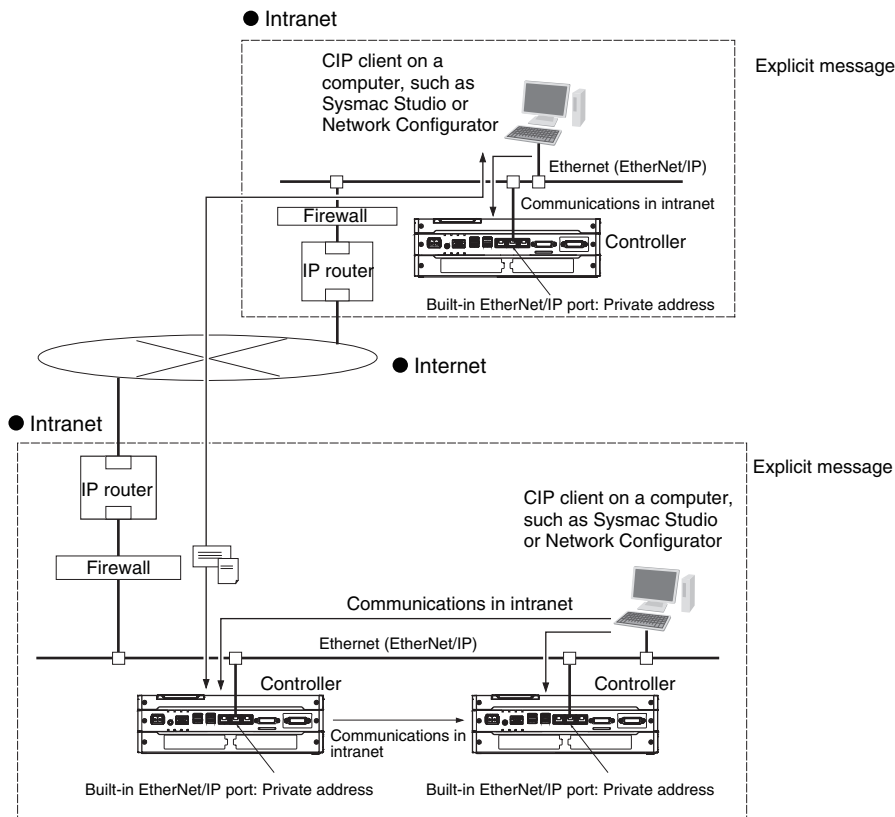 ● Intranet
CIP client on a
computer, such as
Sysmac Studio or
Network Configurator
Explicit message
Ethernet (EtherNet/IP)
Communications in intranet
Firewall
Controller
IP router
Built-in EtherNet/IP port: Private address
● Internet
● Intranet
Explicit message
IP router
CIP client on a computer,
such as Sysmac Studio
or Network Configurator
Firewall
Communications in intranet
Ethernet (EtherNet/IP)
Controller
Controller
Communications in
intranet
Built-in EtherNet/IP port: Private address
Built-in EtherNet/IP port: Private address